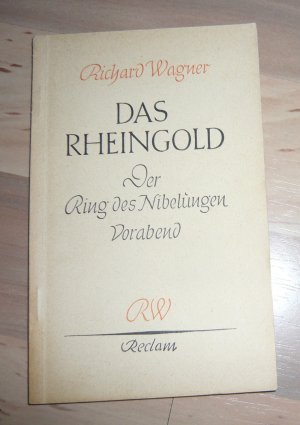 Richard Wagner
DAS
RHEINGOLD
Der
Ring des Nibelungen
Vorabend
RW
Reclam